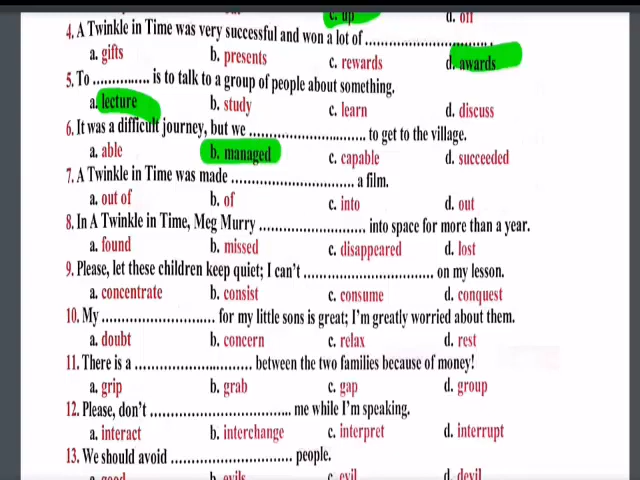 c. up d. off
4. A Twinkle in Time was very successful and won a lot of ..............................
a. gifts b. presents c. rewards d. awards
5. To .............. is to talk to a group of people about something.
a. lecture b. study c. learn d. discuss
6. It was a difficult journey, but we ............................. to get to the village.
a. able b. managed c. capable d. succeeded
7. A Twinkle in Time was made .............................. a film.
a. out of b. of c. into d. out
8. In A Twinkle in Time, Meg Murry .......................... into space for more than a year.
a. found b. missed c. disappeared d. lost
9. Please, let these children keep quiet; I can't ................................ on my lesson.
a. concentrate b. consist c. consume d. conquest
10. My ............................ for my little sons is great; I'm greatly worried about them.
a. doubt b. concern c. relax d. rest
11. There is a ............................. between the two families because of money!
a. grip b. grab c. gap d. group
12. Please, don't ................................... me while I'm speaking.
a. interact b. interchange c. interpret d. interrupt
13. We should avoid .............................. people.
a. good b. evils c. evil d. devil